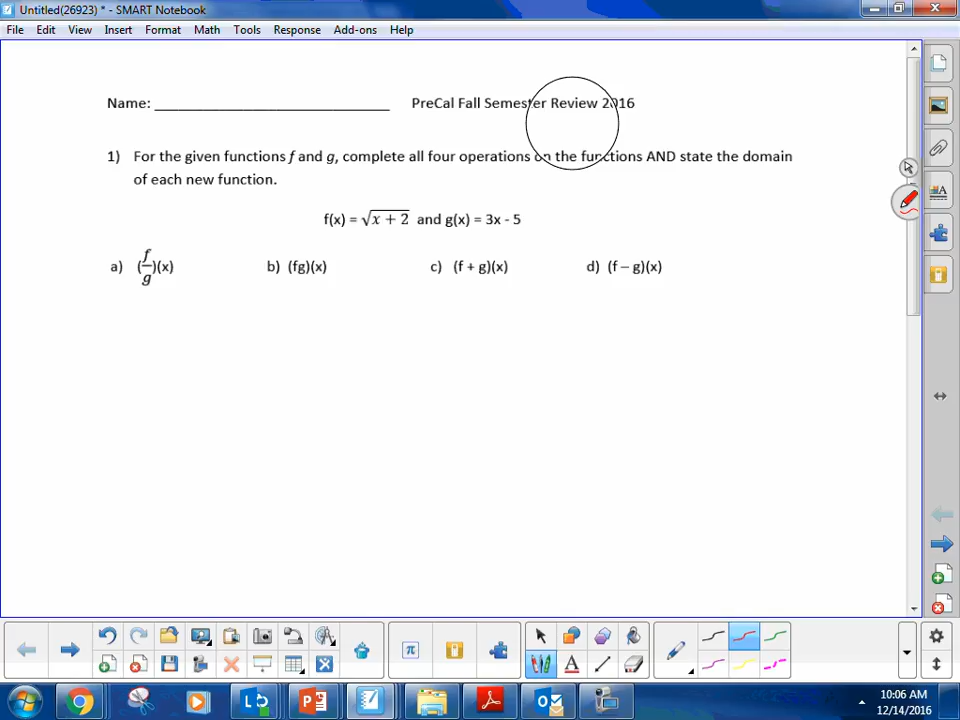 Untitled(26923) * - SMART Notebook
File Edit View Insert Format Math Tools Response Add-ons Help
Name: ____________________________ PreCal Fall Semester Review 2016
1) For the given functions f and g, complete all four operations on the functions AND state the domain
of each new function.
f(x) = √x + 2 and g(x) = 3x - 5
a) (f/g)(x) b) (fg)(x) c) (f + g)(x) d) (f – g)(x)
10:06 AM
12/14/2016